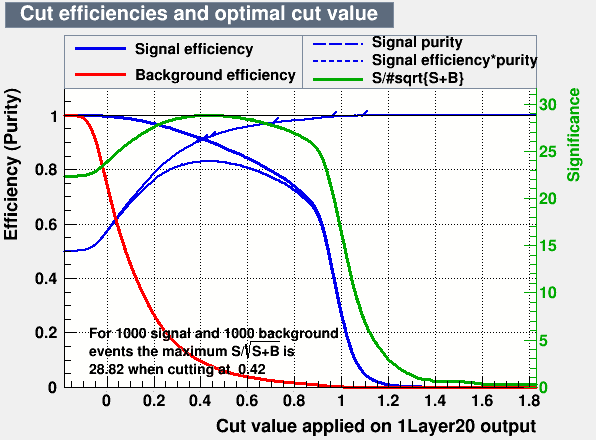 Cut efficiencies and optimal cut value
Signal efficiency
Background efficiency
Signal purity
Signal efficiency*purity
S/#sqrt{S+B}
Efficiency (Purity)
1
0.8
0.6
0.4
0.2
0
Significance
30
25
20
15
10
5
0
For 1000 signal and 1000 background
events the maximum S/√S+B is
28.82 when cutting at 0.42
0 0.2 0.4 0.6 0.8 1 1.2 1.4 1.6 1.8
Cut value applied on 1Layer20 output